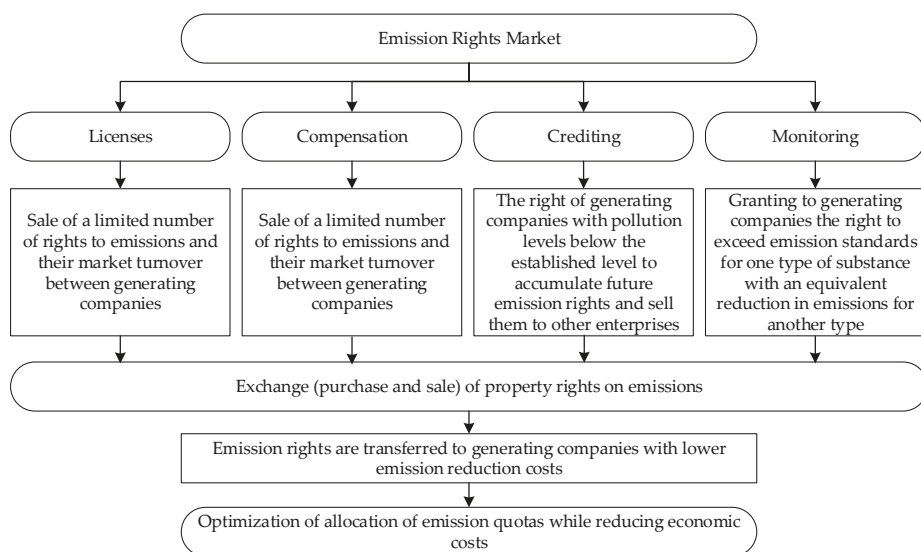 Emission Rights Market
Licenses
Compensation
Crediting
Monitoring
Sale of a limited number
of rights to emissions and
their market turnover
between generating
companies
Sale of a limited number
of rights to emissions and
their market turnover
between generating
companies
The right of generating
companies with pollution
levels below the
established level to
accumulate future
emission rights and sell
them to other enterprises
Granting to generating
companies the right to
exceed emission standards
for one type of substance
with an equivalent
reduction in emissions for
another type
Exchange (purchase and sale) of property rights on emissions
Emission rights are transferred to generating companies with lower
emission reduction costs
Optimization of allocation of emission quotas while reducing economic
costs